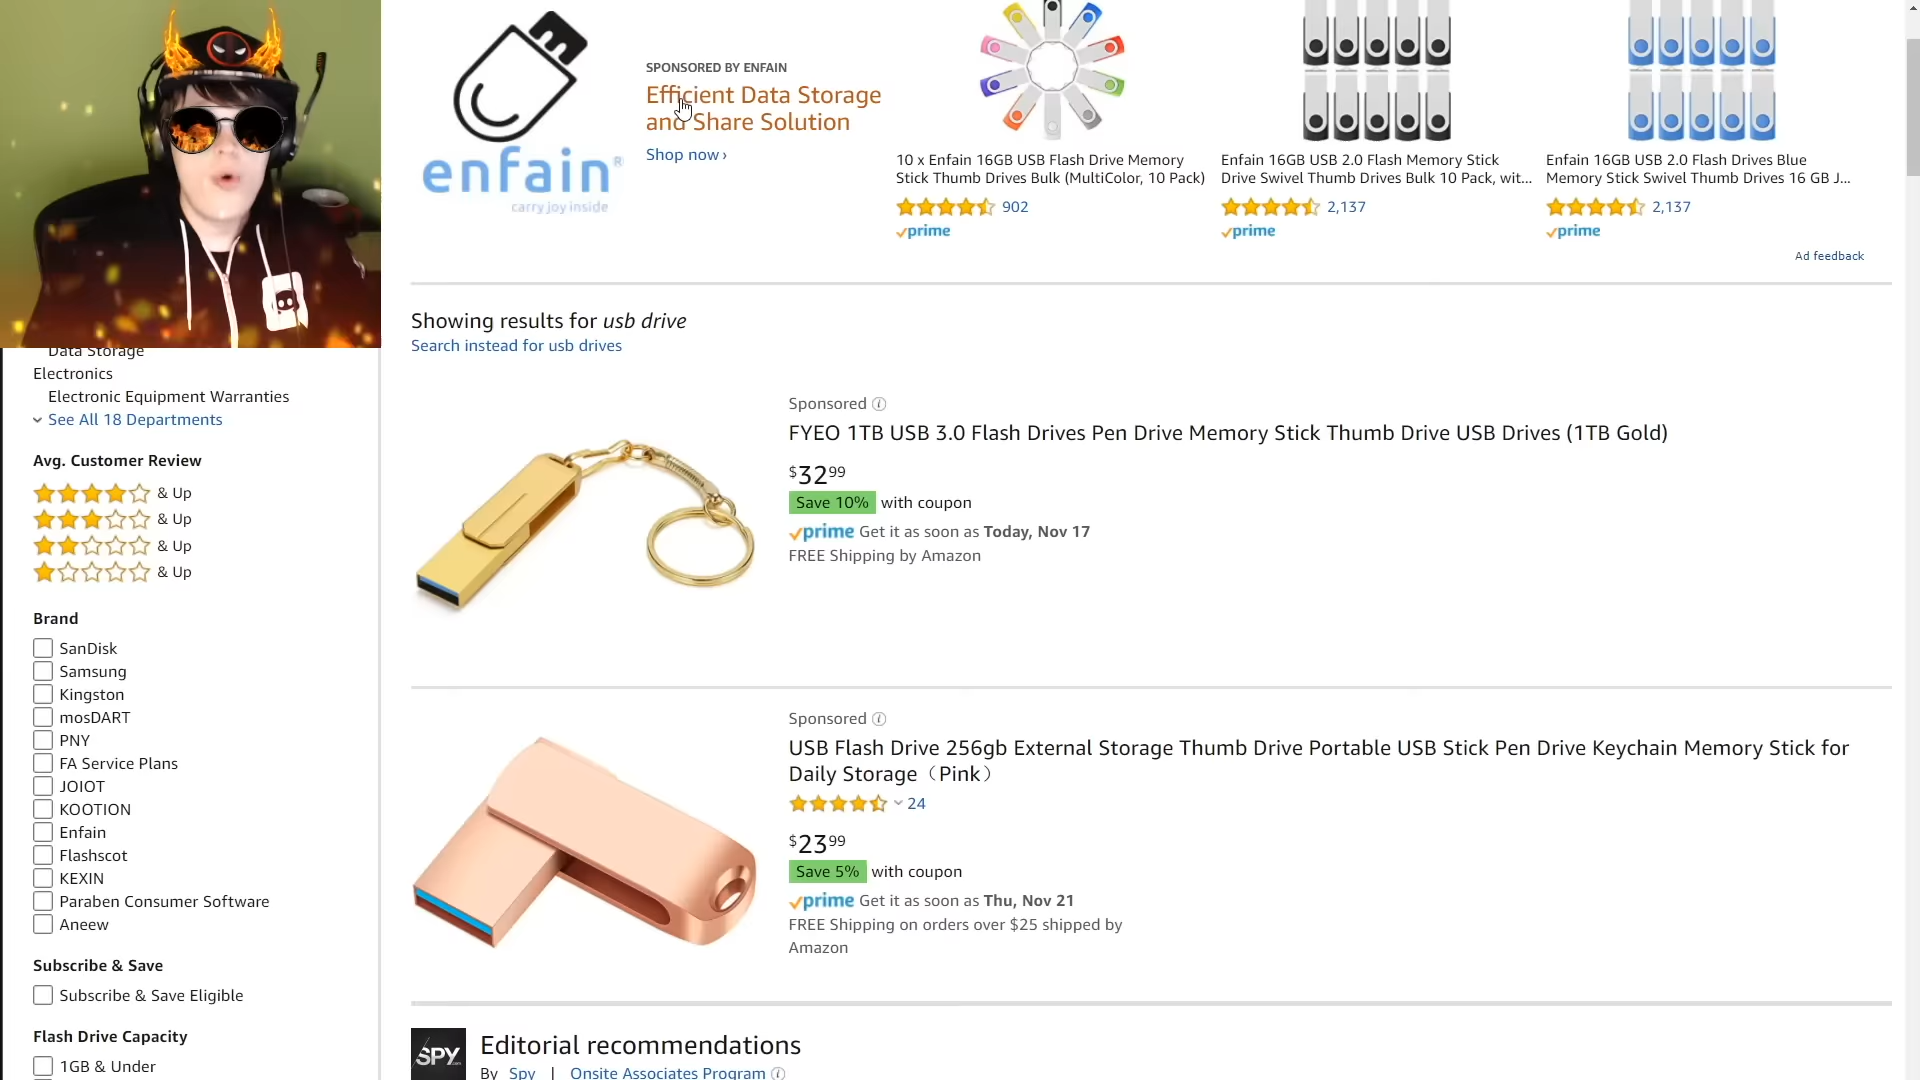 enfain®
carry joy inside
SPONSORED BY ENFAIN
Efficient Data Storage
and Share Solution
Shop now ›
10 x Enfain 16GB USB Flash Drive Memory
Stick Thumb Drives Bulk (MultiColor, 10 Pack)
902
prime
Enfain 16GB USB 2.0 Flash Memory Stick
Drive Swivel Thumb Drives Bulk 10 Pack, wit...
2,137
prime
Enfain 16GB USB 2.0 Flash Drives Blue
Memory Stick Swivel Thumb Drives 16 GB J...
2,137
prime
Ad feedback
Data Storage
Electronics
Electronic Equipment Warranties
See All 18 Departments
Avg. Customer Review
& Up
& Up
& Up
& Up
Brand
SanDisk
Samsung
Kingston
mosDART
PNY
FA Service Plans
JOIOT
KOOTION
Enfain
Flashscot
KEXIN
Paraben Consumer Software
Aneew
Subscribe & Save
Subscribe & Save Eligible
Flash Drive Capacity
1GB & Under
Showing results for usb drive
Search instead for usb drives
Sponsored
FYEO 1TB USB 3.0 Flash Drives Pen Drive Memory Stick Thumb Drive USB Drives (1TB Gold)
$32 99
Save 10% with coupon
prime Get it as soon as Today, Nov 17
FREE Shipping by Amazon
Sponsored
USB Flash Drive 256gb External Storage Thumb Drive Portable USB Stick Pen Drive Keychain Memory Stick for
Daily Storage（Pink）
24
$23 99
Save 5% with coupon
prime Get it as soon as Thu, Nov 21
FREE Shipping on orders over $25 shipped by
Amazon
SPY
Editorial recommendations
By Spy | Onsite Associates Program